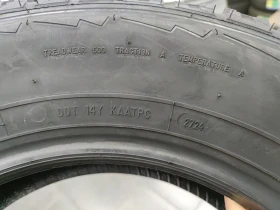 TREADWEAR 500 TRACTION A TEMPERATURE A
DOT 14Y KAATPC 2724